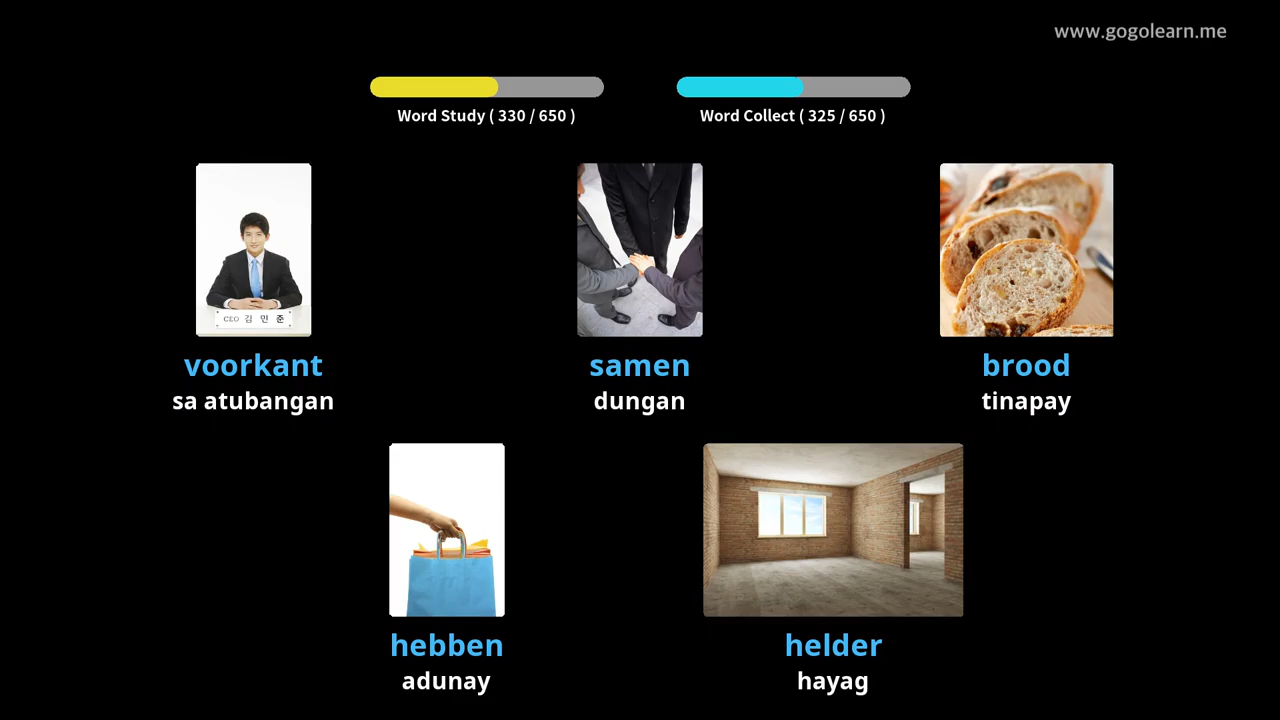 www.gogolearn.me
Word Study ( 330 / 650 )
Word Collect ( 325 / 650 )
CEO 김 민 준
voorkant
sa atubangan
samen
dungan
brood
tinapay
hebben
adunay
helder
hayag